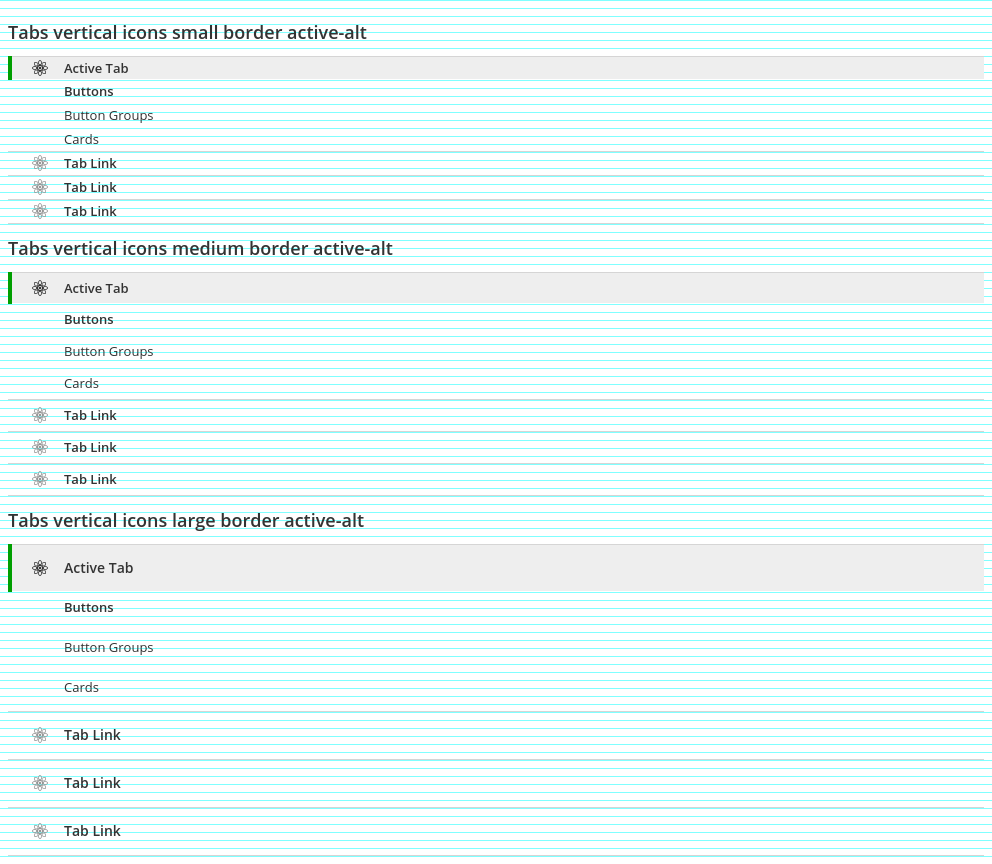 Tabs vertical icons small border active-alt
Active Tab
Buttons
Button Groups
Cards
Tab Link
Tab Link
Tab Link
Tabs vertical icons medium border active-alt
Active Tab
Buttons
Button Groups
Cards
Tab Link
Tab Link
Tab Link
Tabs vertical icons large border active-alt
Active Tab
Buttons
Button Groups
Cards
Tab Link
Tab Link
Tab Link